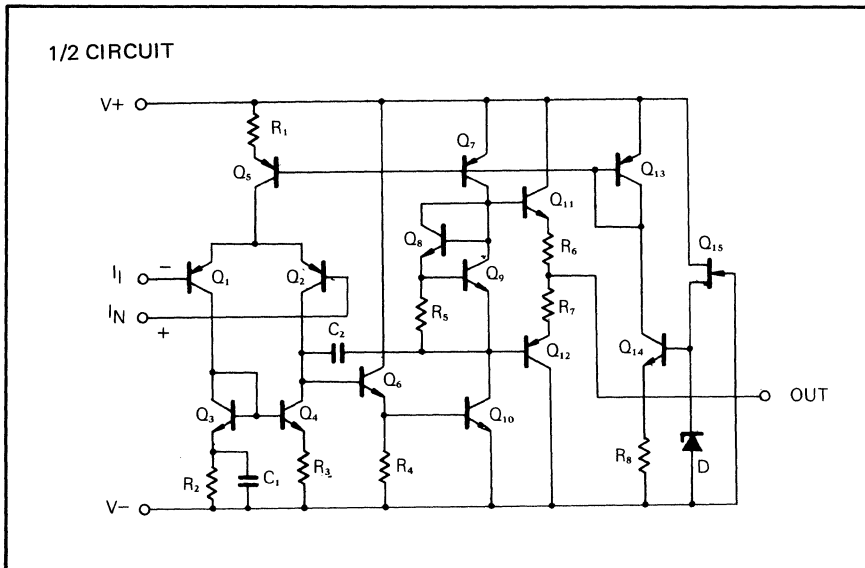 1/2 CIRCUIT
V+
R₁
Q₇
Q₅
Q₁₃
Q₁₁
Q₈
Q₁₅
R₆
I_I
−
Q₁
Q₂
Q₉
I_N
+
R₅
R₇
C₂
Q₁₂
Q₁₄
Q₆
OUT
Q₃
Q₄
Q₁₀
R₂
C₁
R₃
R₄
R₈
D
V−